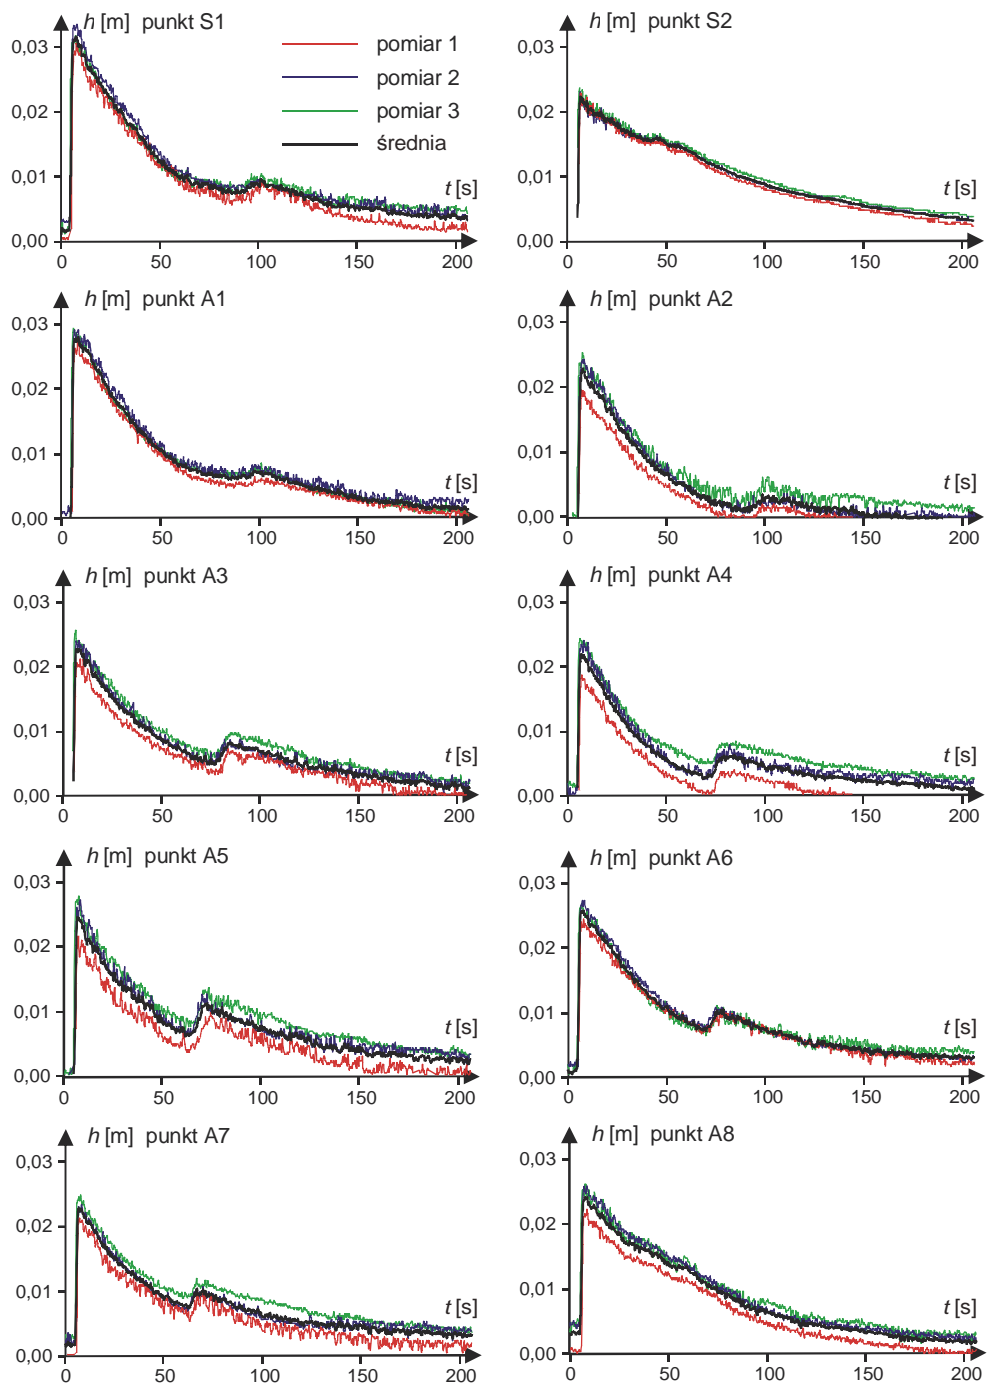 h [m] punkt S1
pomiar 1
pomiar 2
pomiar 3
średnia
0,03
0,02
0,01
0,00
t [s]
0 50 100 150 200
h [m] punkt S2
0,03
0,02
0,01
0,00
t [s]
0 50 100 150 200
h [m] punkt A1
0,03
0,02
0,01
0,00
t [s]
0 50 100 150 200
h [m] punkt A2
0,03
0,02
0,01
0,00
t [s]
0 50 100 150 200
h [m] punkt A3
0,03
0,02
0,01
0,00
t [s]
0 50 100 150 200
h [m] punkt A4
0,03
0,02
0,01
0,00
t [s]
0 50 100 150 200
h [m] punkt A5
0,03
0,02
0,01
0,00
t [s]
0 50 100 150 200
h [m] punkt A6
0,03
0,02
0,01
0,00
t [s]
0 50 100 150 200
h [m] punkt A7
0,03
0,02
0,01
0,00
t [s]
0 50 100 150 200
h [m] punkt A8
0,03
0,02
0,01
0,00
t [s]
0 50 100 150 200